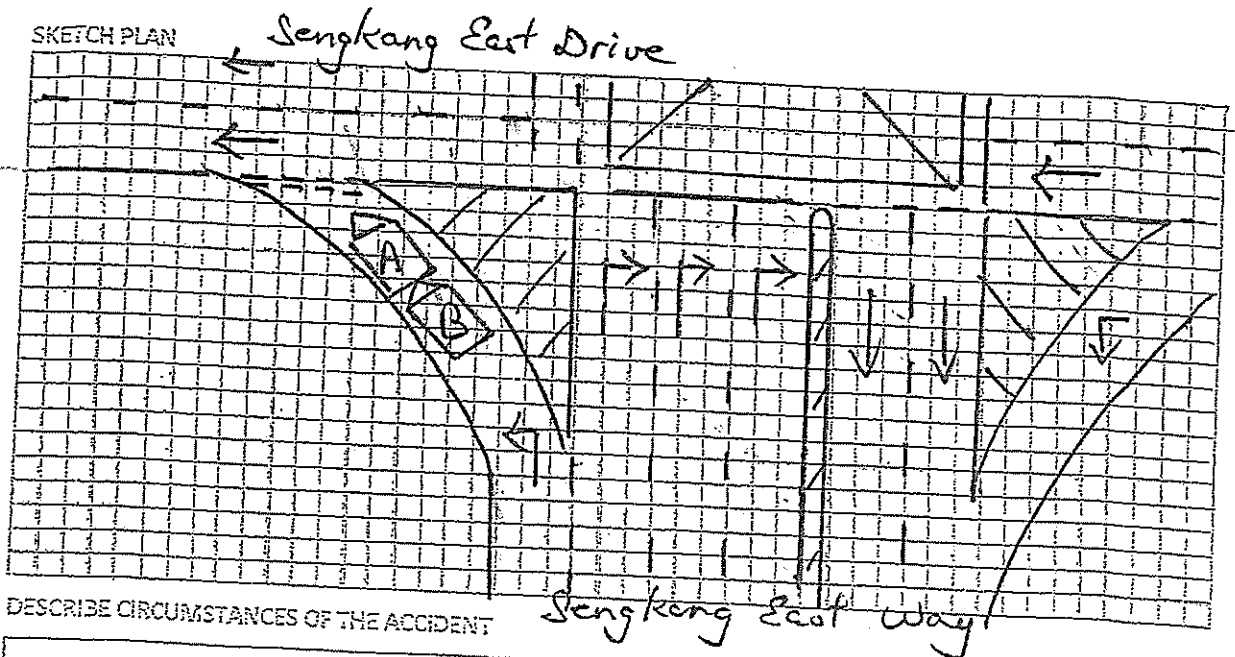 SKETCH PLAN
Sengkang East Drive
A
B
DESCRIBE CIRCUMSTANCES OF THE ACCIDENT
Sengkang East Way